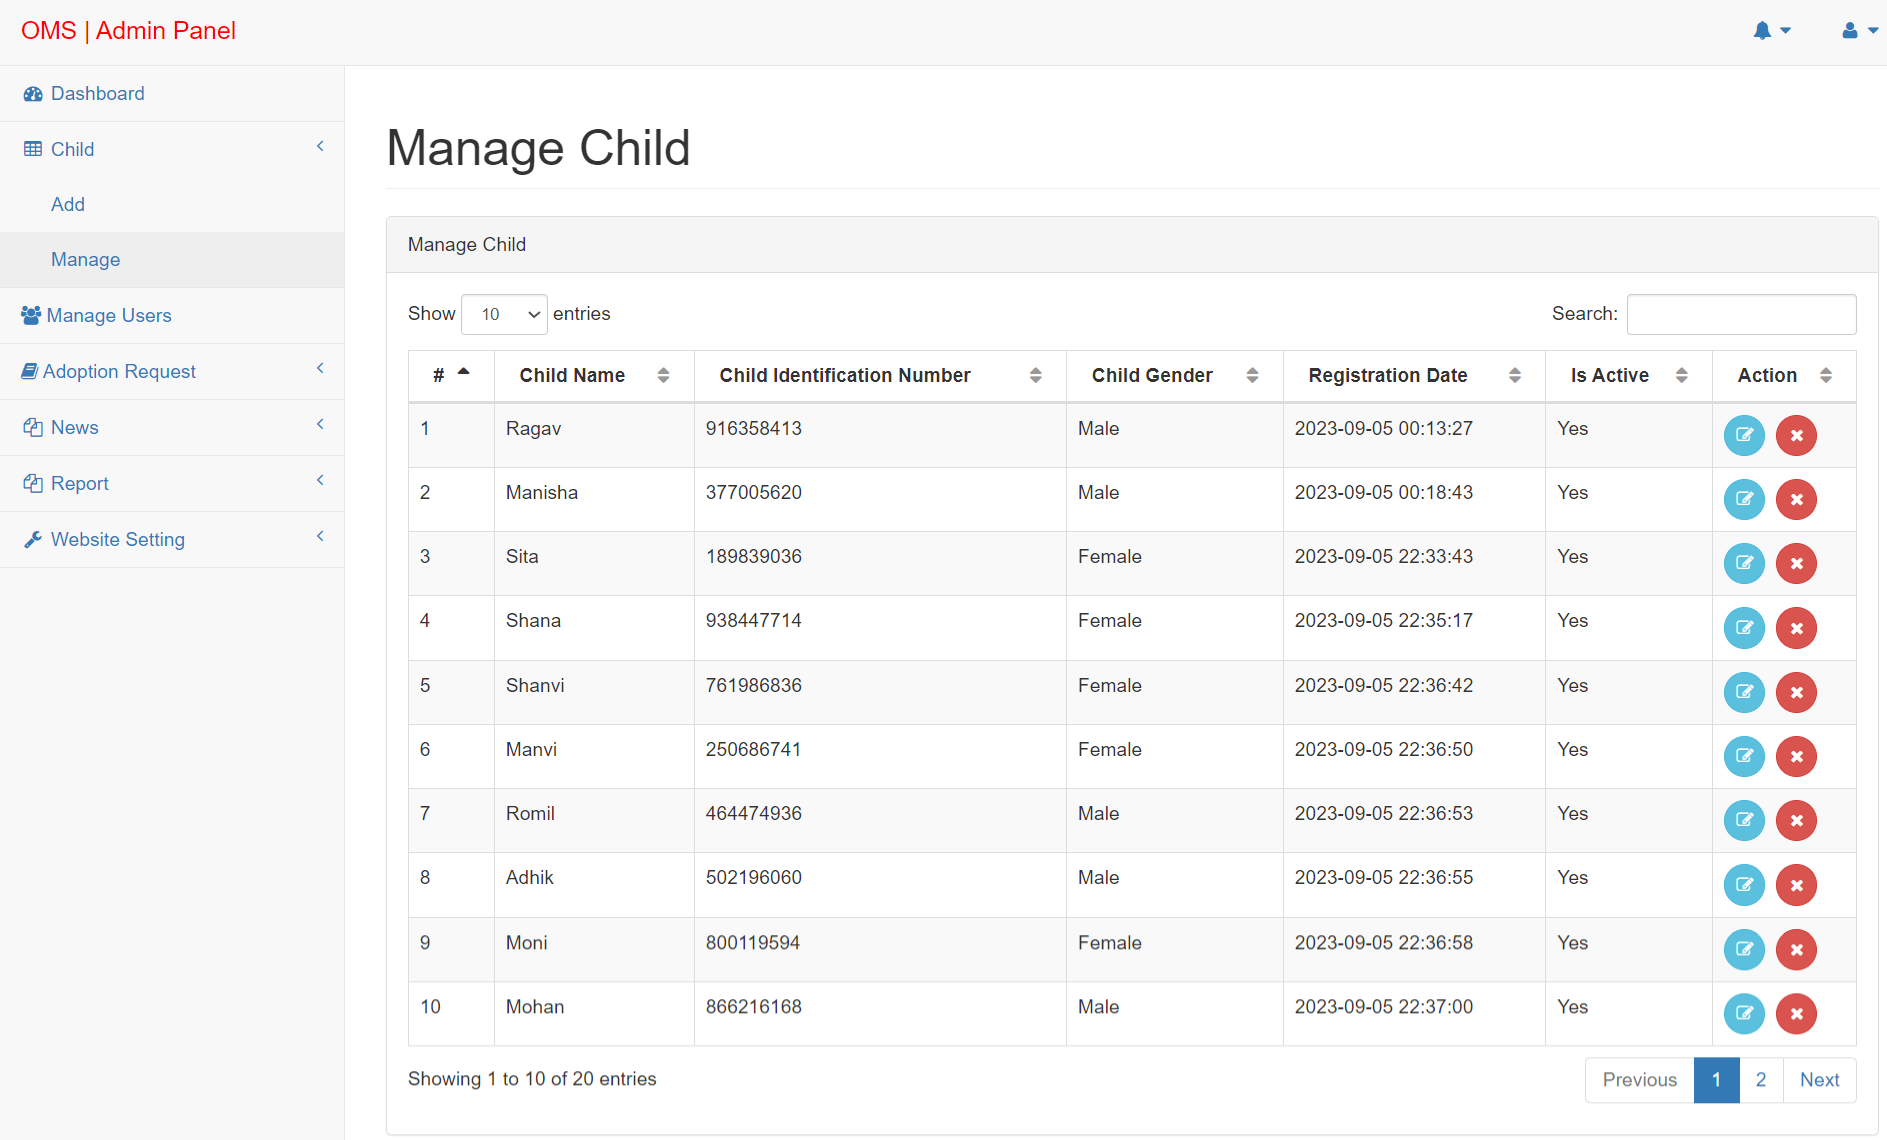 OMS | Admin Panel
Dashboard
Child
Add
Manage
Manage Users
Adoption Request
News
Report
Website Setting
Manage Child
Manage Child
Show 10 entries Search:
# Child Name Child Identification Number Child Gender Registration Date Is Active Action
1 Ragav 916358413 Male 2023-09-05 00:13:27 Yes
2 Manisha 377005620 Male 2023-09-05 00:18:43 Yes
3 Sita 189839036 Female 2023-09-05 22:33:43 Yes
4 Shana 938447714 Female 2023-09-05 22:35:17 Yes
5 Shanvi 761986836 Female 2023-09-05 22:36:42 Yes
6 Manvi 250686741 Female 2023-09-05 22:36:50 Yes
7 Romil 464474936 Male 2023-09-05 22:36:53 Yes
8 Adhik 502196060 Male 2023-09-05 22:36:55 Yes
9 Moni 800119594 Female 2023-09-05 22:36:58 Yes
10 Mohan 866216168 Male 2023-09-05 22:37:00 Yes
Showing 1 to 10 of 20 entries Previous 1 2 Next